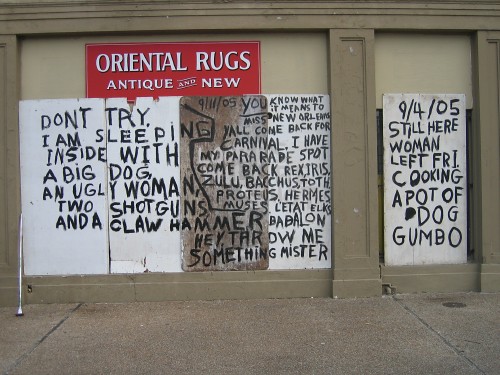 ORIENTAL RUGS
ANTIQUE AND NEW
DONT TRY.
I AM SLEEPING
INSIDE WITH
A BIG DOG,
AN UGLY WOMAN,
TWO SHOTGUNS
AND A CLAW HAMMER
9/11/05 YOU KNOW WHAT
IT MEANS TO
MISS NEW ORLEANS
Y'ALL COME BACK FOR
CARNIVAL. I HAVE
MY PARARADE SPOT
COME BACK REX, IRIS,
ZULU, BACCHUS, TOTH,
PROTEUS, HERMES
MUSES L'ETAT ELKS
BABALON
HEY, THROW ME
SOMETHING MISTER
9/4/05
STILL HERE
WOMAN
LEFT FRI.
COOKING
A POT OF
DOG
GUMBO